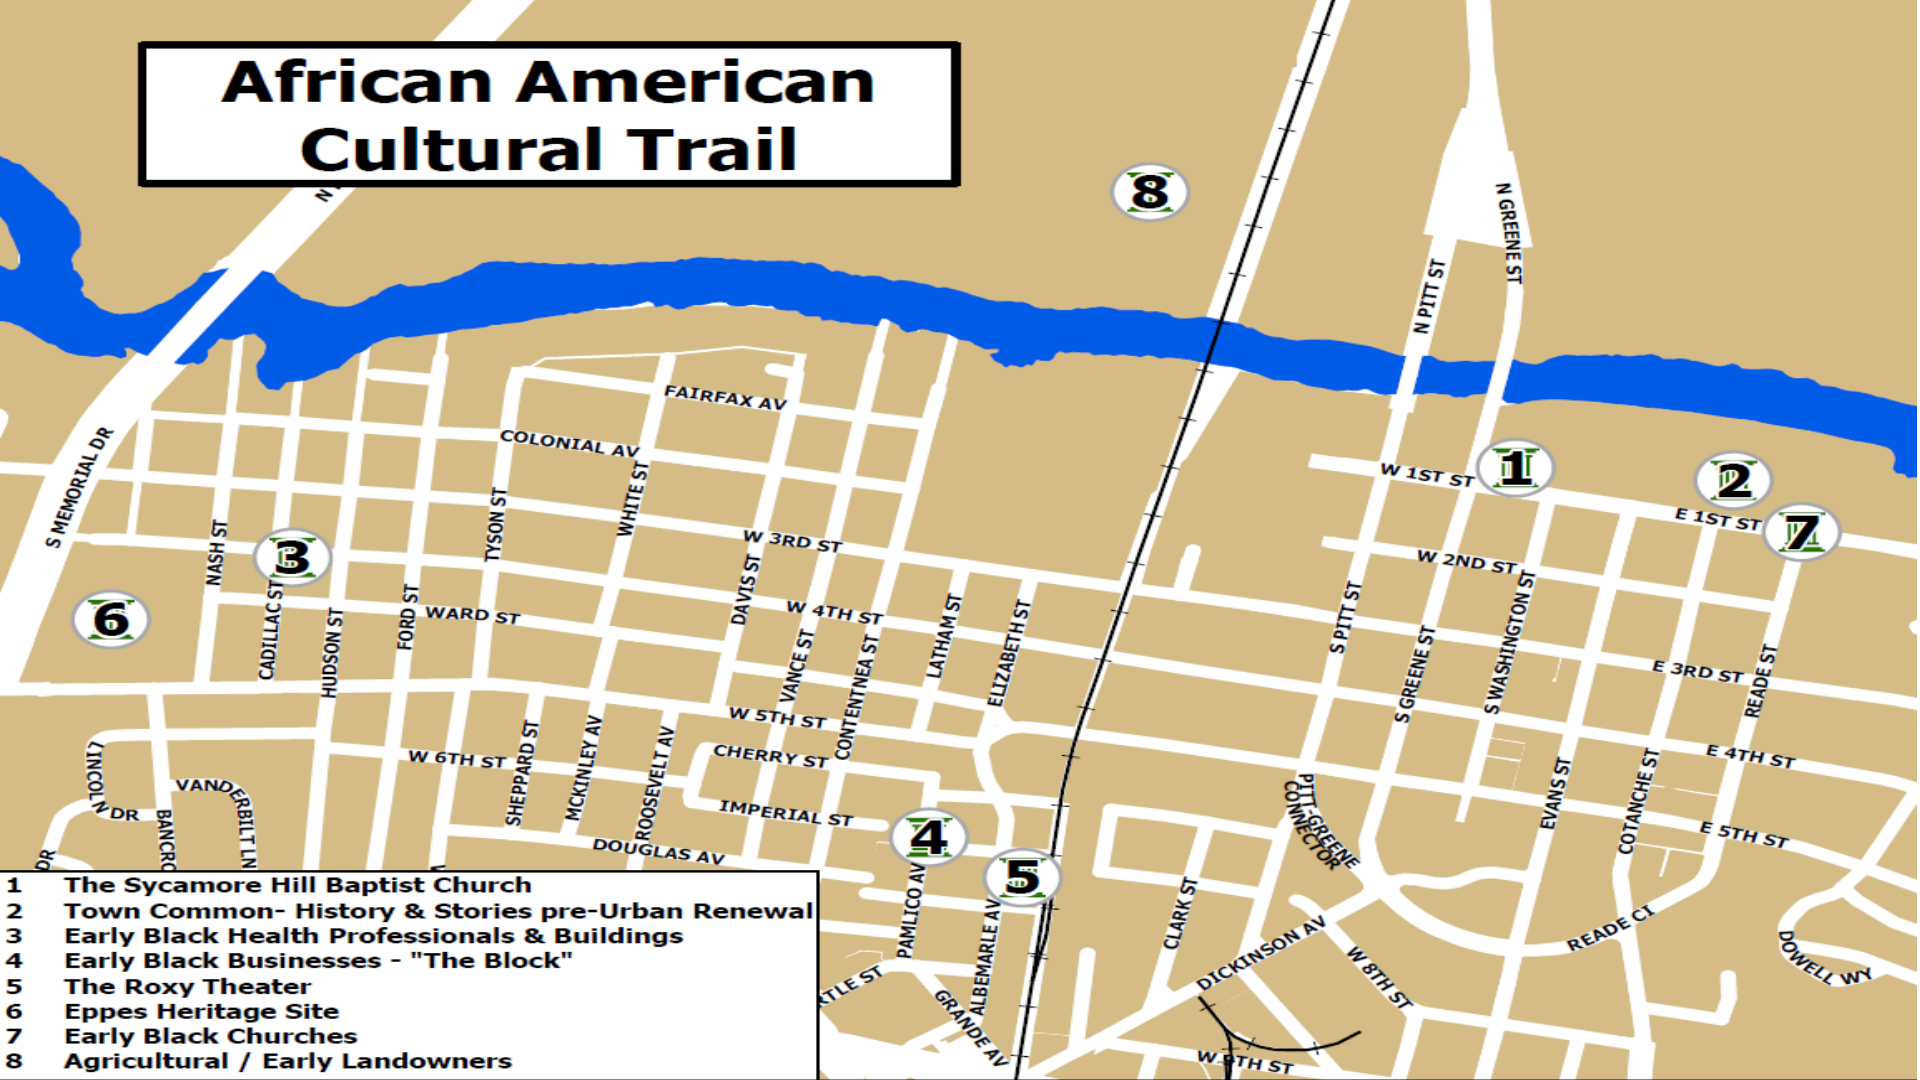 African American
Cultural Trail
8
N GREENE ST
N PITT ST
FAIRFAX AV
COLONIAL AV
S MEMORIAL DR
WHITE ST
W 1ST ST
1
2
E 1ST ST
7
TYSON ST
NASH ST
3
W 3RD ST
W 2ND ST
6
CADILLAC ST
HUDSON ST
FORD ST
WARD ST
DAVIS ST
W 4TH ST
VANCE ST
CONTENTNEA ST
LATHAM ST
ELIZABETH ST
S PITT ST
S GREENE ST
S WASHINGTON ST
E 3RD ST
READE ST
W 5TH ST
CHERRY ST
W 6TH ST
SHEPPARD ST
MCKINLEY AV
ROOSEVELT AV
IMPERIAL ST
DOUGLAS AV
LINCOLN DR
VANDERBILT LN
BANCRO
DR
4
5
PITT-GREENE
CONNECTOR
EVANS ST
COTANCHE ST
E 4TH ST
E 5TH ST
PAMLICO AV
ALBEMARLE AV
CLARK ST
DICKINSON AV
W 8TH ST
READE CI
DOWELL WY
RTLE ST
GRANDE AV
W 9TH ST
1 The Sycamore Hill Baptist Church
2 Town Common- History & Stories pre-Urban Renewal
3 Early Black Health Professionals & Buildings
4 Early Black Businesses - "The Block"
5 The Roxy Theater
6 Eppes Heritage Site
7 Early Black Churches
8 Agricultural / Early Landowners